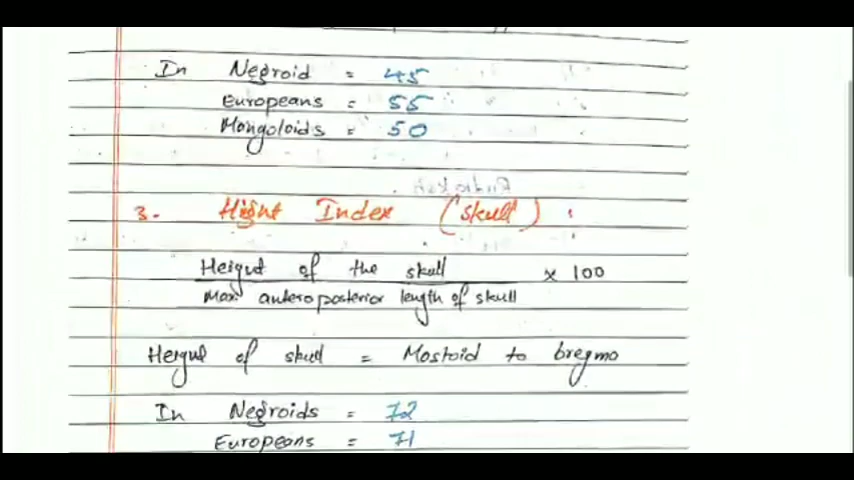 In Negroid = 45
Europeans = 55
Mongoloids = 50
3. Hight Index (skull) :
Height of the skull × 100
Max anteroposterior length of skull
Height of skull = Mostoid to bregma
In Negroids = 72
Europeans = 71